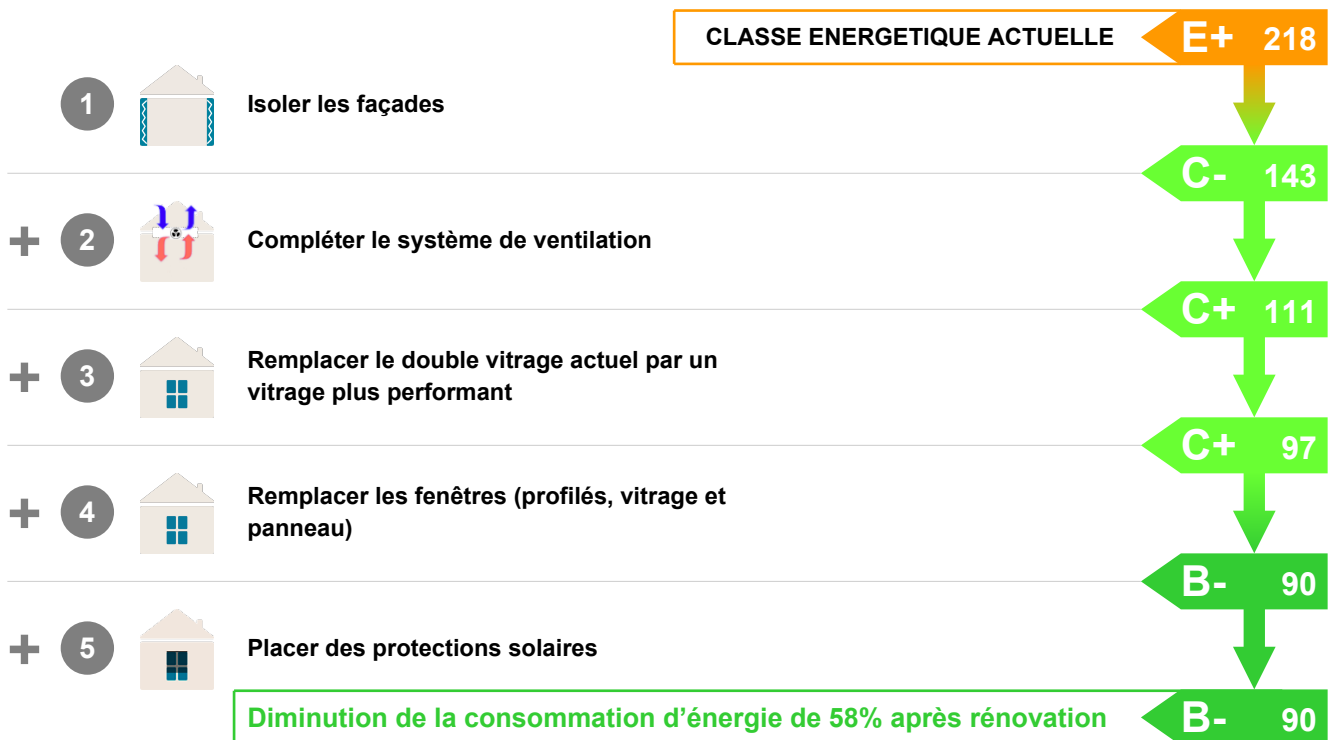 CLASSE ENERGETIQUE ACTUELLE E+ 218
1 Isoler les façades
C- 143
+ 2 Compléter le système de ventilation
C+ 111
+ 3 Remplacer le double vitrage actuel par un
vitrage plus performant
C+ 97
+ 4 Remplacer les fenêtres (profilés, vitrage et
panneau)
B- 90
+ 5 Placer des protections solaires
Diminution de la consommation d’énergie de 58% après rénovation B- 90